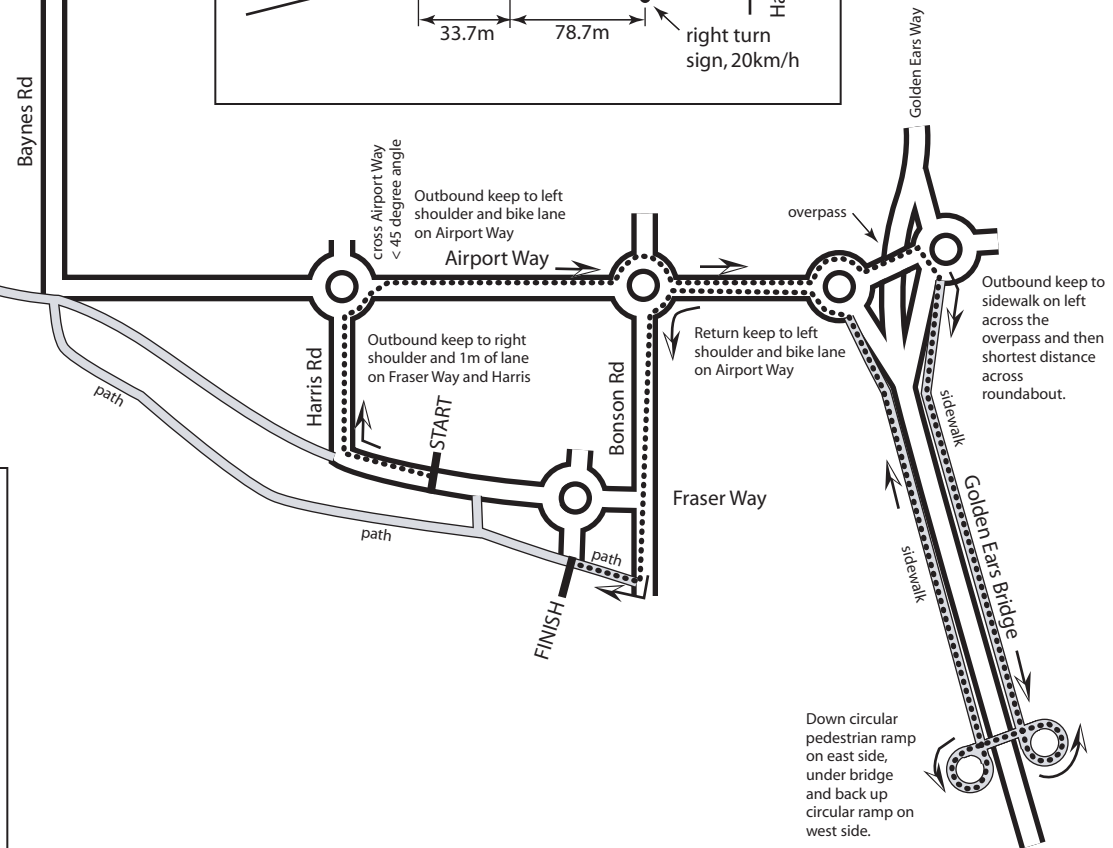 Ha
33.7m
78.7m
right turn
sign, 20km/h
Baynes Rd
Golden Ears Way
cross Airport Way
< 45 degree angle
Outbound keep to left
shoulder and bike lane
on Airport Way
overpass
Airport Way
Outbound keep to
sidewalk on left
across the
overpass and then
shortest distance
across
roundabout.
Outbound keep to right
shoulder and 1m of lane
on Fraser Way and Harris
Return keep to left
shoulder and bike lane
on Airport Way
Harris Rd
Bonson Rd
path
START
sidewalk
Fraser Way
Golden Ears Bridge
path
path
sidewalk
FINISH
Down circular
pedestrian ramp
on east side,
under bridge
and back up
circular ramp on
west side.